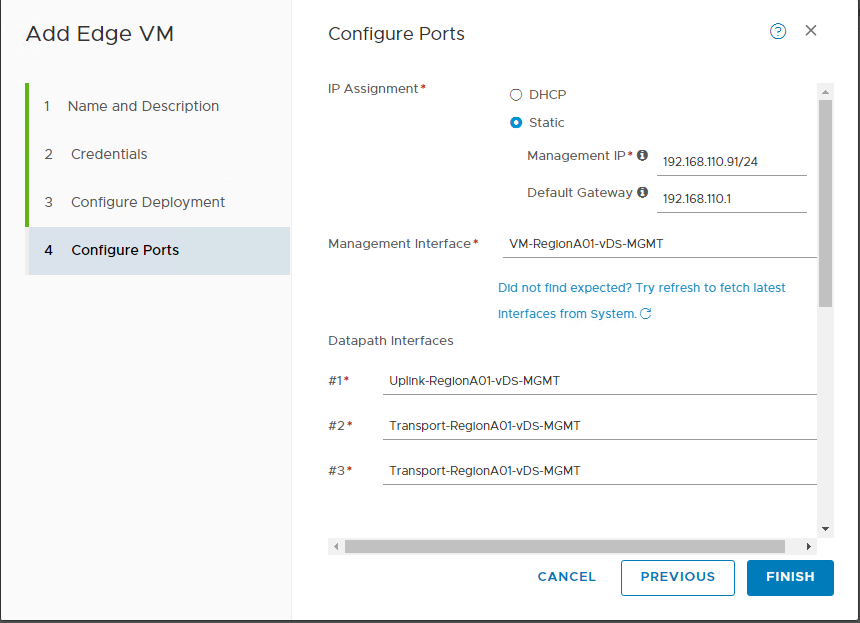 Add Edge VM
1 Name and Description
2 Credentials
3 Configure Deployment
4 Configure Ports
Configure Ports
IP Assignment*
DHCP
Static
Management IP* 192.168.110.91/24
Default Gateway 192.168.110.1
Management Interface* VM-RegionA01-vDS-MGMT
Did not find expected? Try refresh to fetch latest
interfaces from System.
Datapath Interfaces
#1* Uplink-RegionA01-vDS-MGMT
#2* Transport-RegionA01-vDS-MGMT
#3* Transport-RegionA01-vDS-MGMT
CANCEL PREVIOUS FINISH